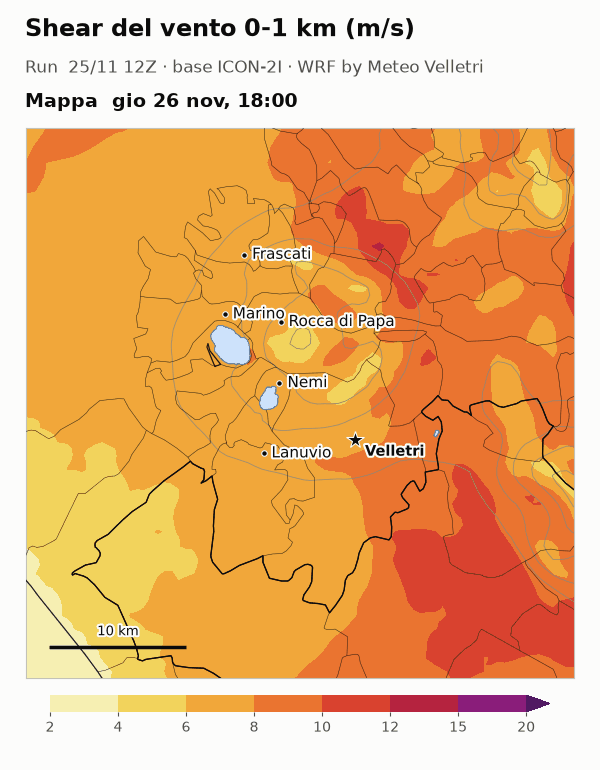 Shear del vento 0-1 km (m/s)
Run  25/11 12Z · base ICON-2I · WRF by Meteo Velletri
Mappa  gio 26 nov, 18:00
Frascati
Marino
Rocca di Papa
Nemi
Velletri
Lanuvio
10 km
2 4 6 8 10 12 15 20